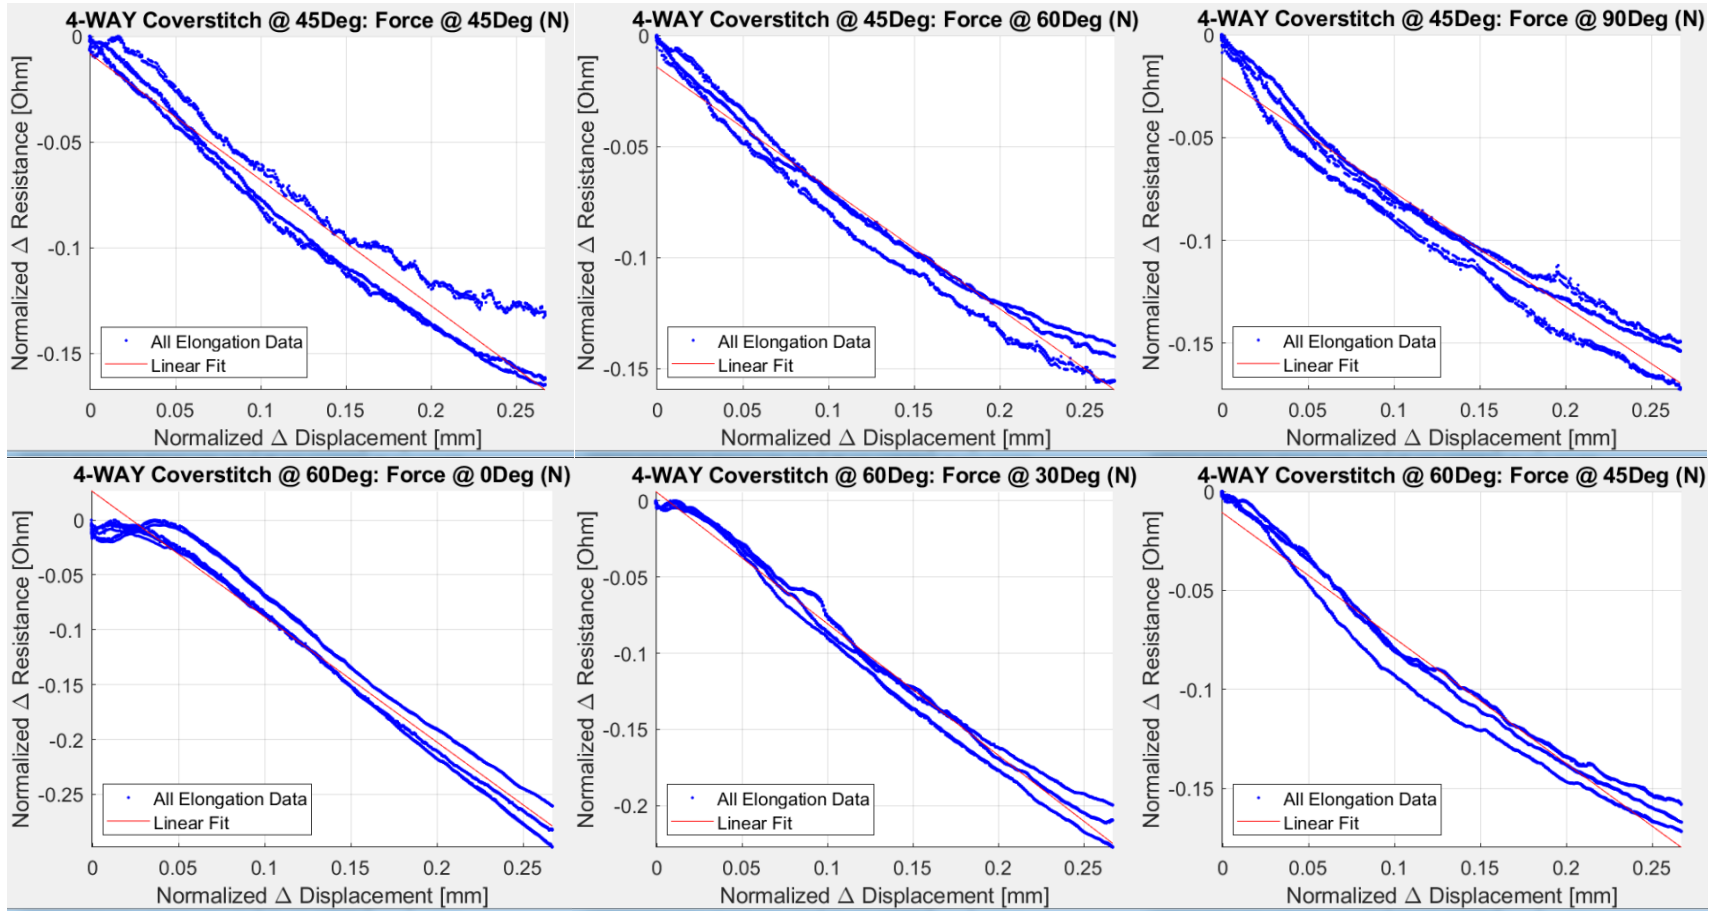 4-WAY Coverstitch @ 45Deg: Force @ 45Deg (N)
Normalized Δ Resistance [Ohm]
0
-0.05
-0.1
-0.15
All Elongation Data
Linear Fit
0 0.05 0.1 0.15 0.2 0.25
Normalized Δ Displacement [mm]
4-WAY Coverstitch @ 45Deg: Force @ 60Deg (N)
Normalized Δ Resistance [Ohm]
0
-0.05
-0.1
-0.15
All Elongation Data
Linear Fit
0 0.05 0.1 0.15 0.2 0.25
Normalized Δ Displacement [mm]
4-WAY Coverstitch @ 45Deg: Force @ 90Deg (N)
Normalized Δ Resistance [Ohm]
0
-0.05
-0.1
-0.15
All Elongation Data
Linear Fit
0 0.05 0.1 0.15 0.2 0.25
Normalized Δ Displacement [mm]
4-WAY Coverstitch @ 60Deg: Force @ 0Deg (N)
Normalized Δ Resistance [Ohm]
0
-0.05
-0.1
-0.15
-0.2
-0.25
All Elongation Data
Linear Fit
0 0.05 0.1 0.15 0.2 0.25
Normalized Δ Displacement [mm]
4-WAY Coverstitch @ 60Deg: Force @ 30Deg (N)
Normalized Δ Resistance [Ohm]
0
-0.05
-0.1
-0.15
-0.2
All Elongation Data
Linear Fit
0 0.05 0.1 0.15 0.2 0.25
Normalized Δ Displacement [mm]
4-WAY Coverstitch @ 60Deg: Force @ 45Deg (N)
Normalized Δ Resistance [Ohm]
0
-0.05
-0.1
-0.15
All Elongation Data
Linear Fit
0 0.05 0.1 0.15 0.2 0.25
Normalized Δ Displacement [mm]